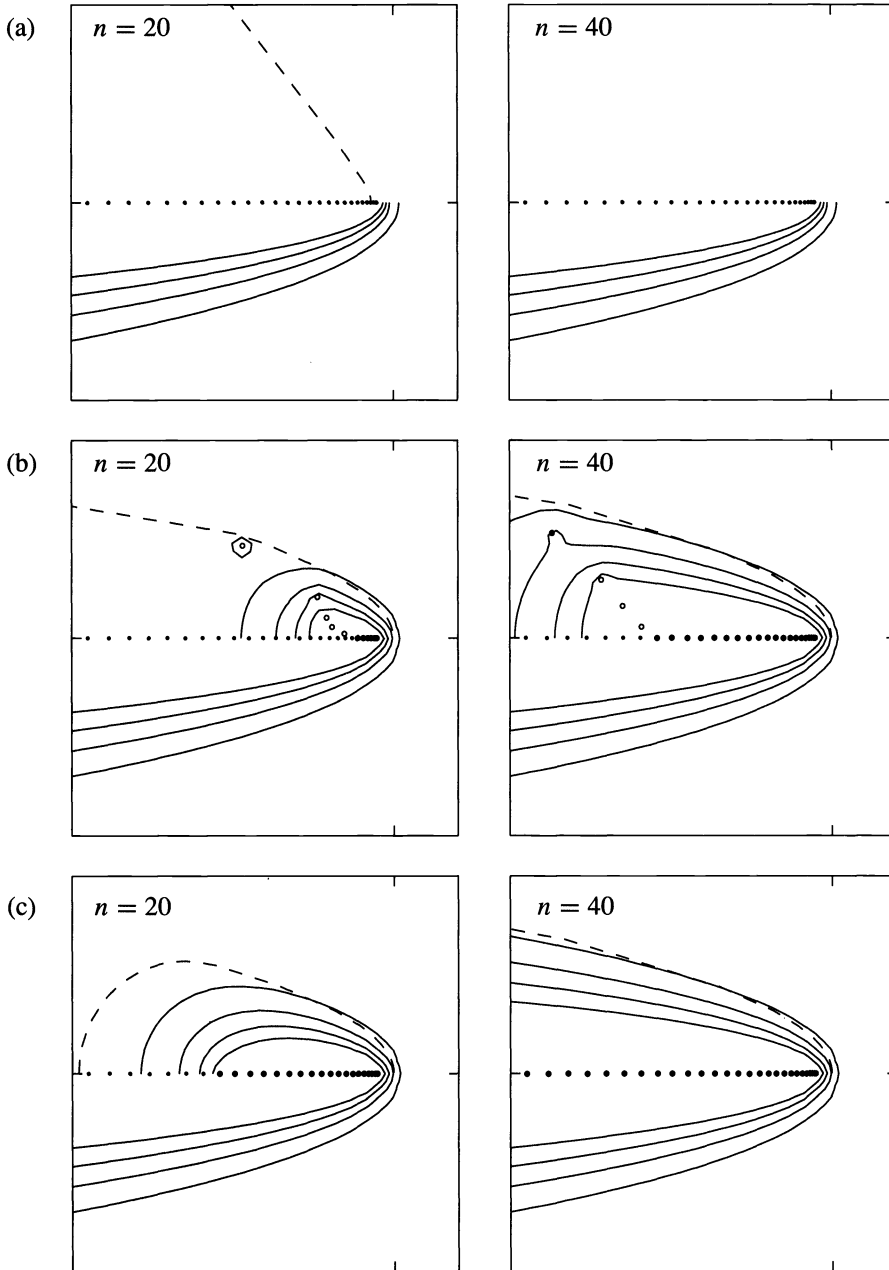 (a)
n = 20
n = 40
(b)
n = 20
n = 40
(c)
n = 20
n = 40